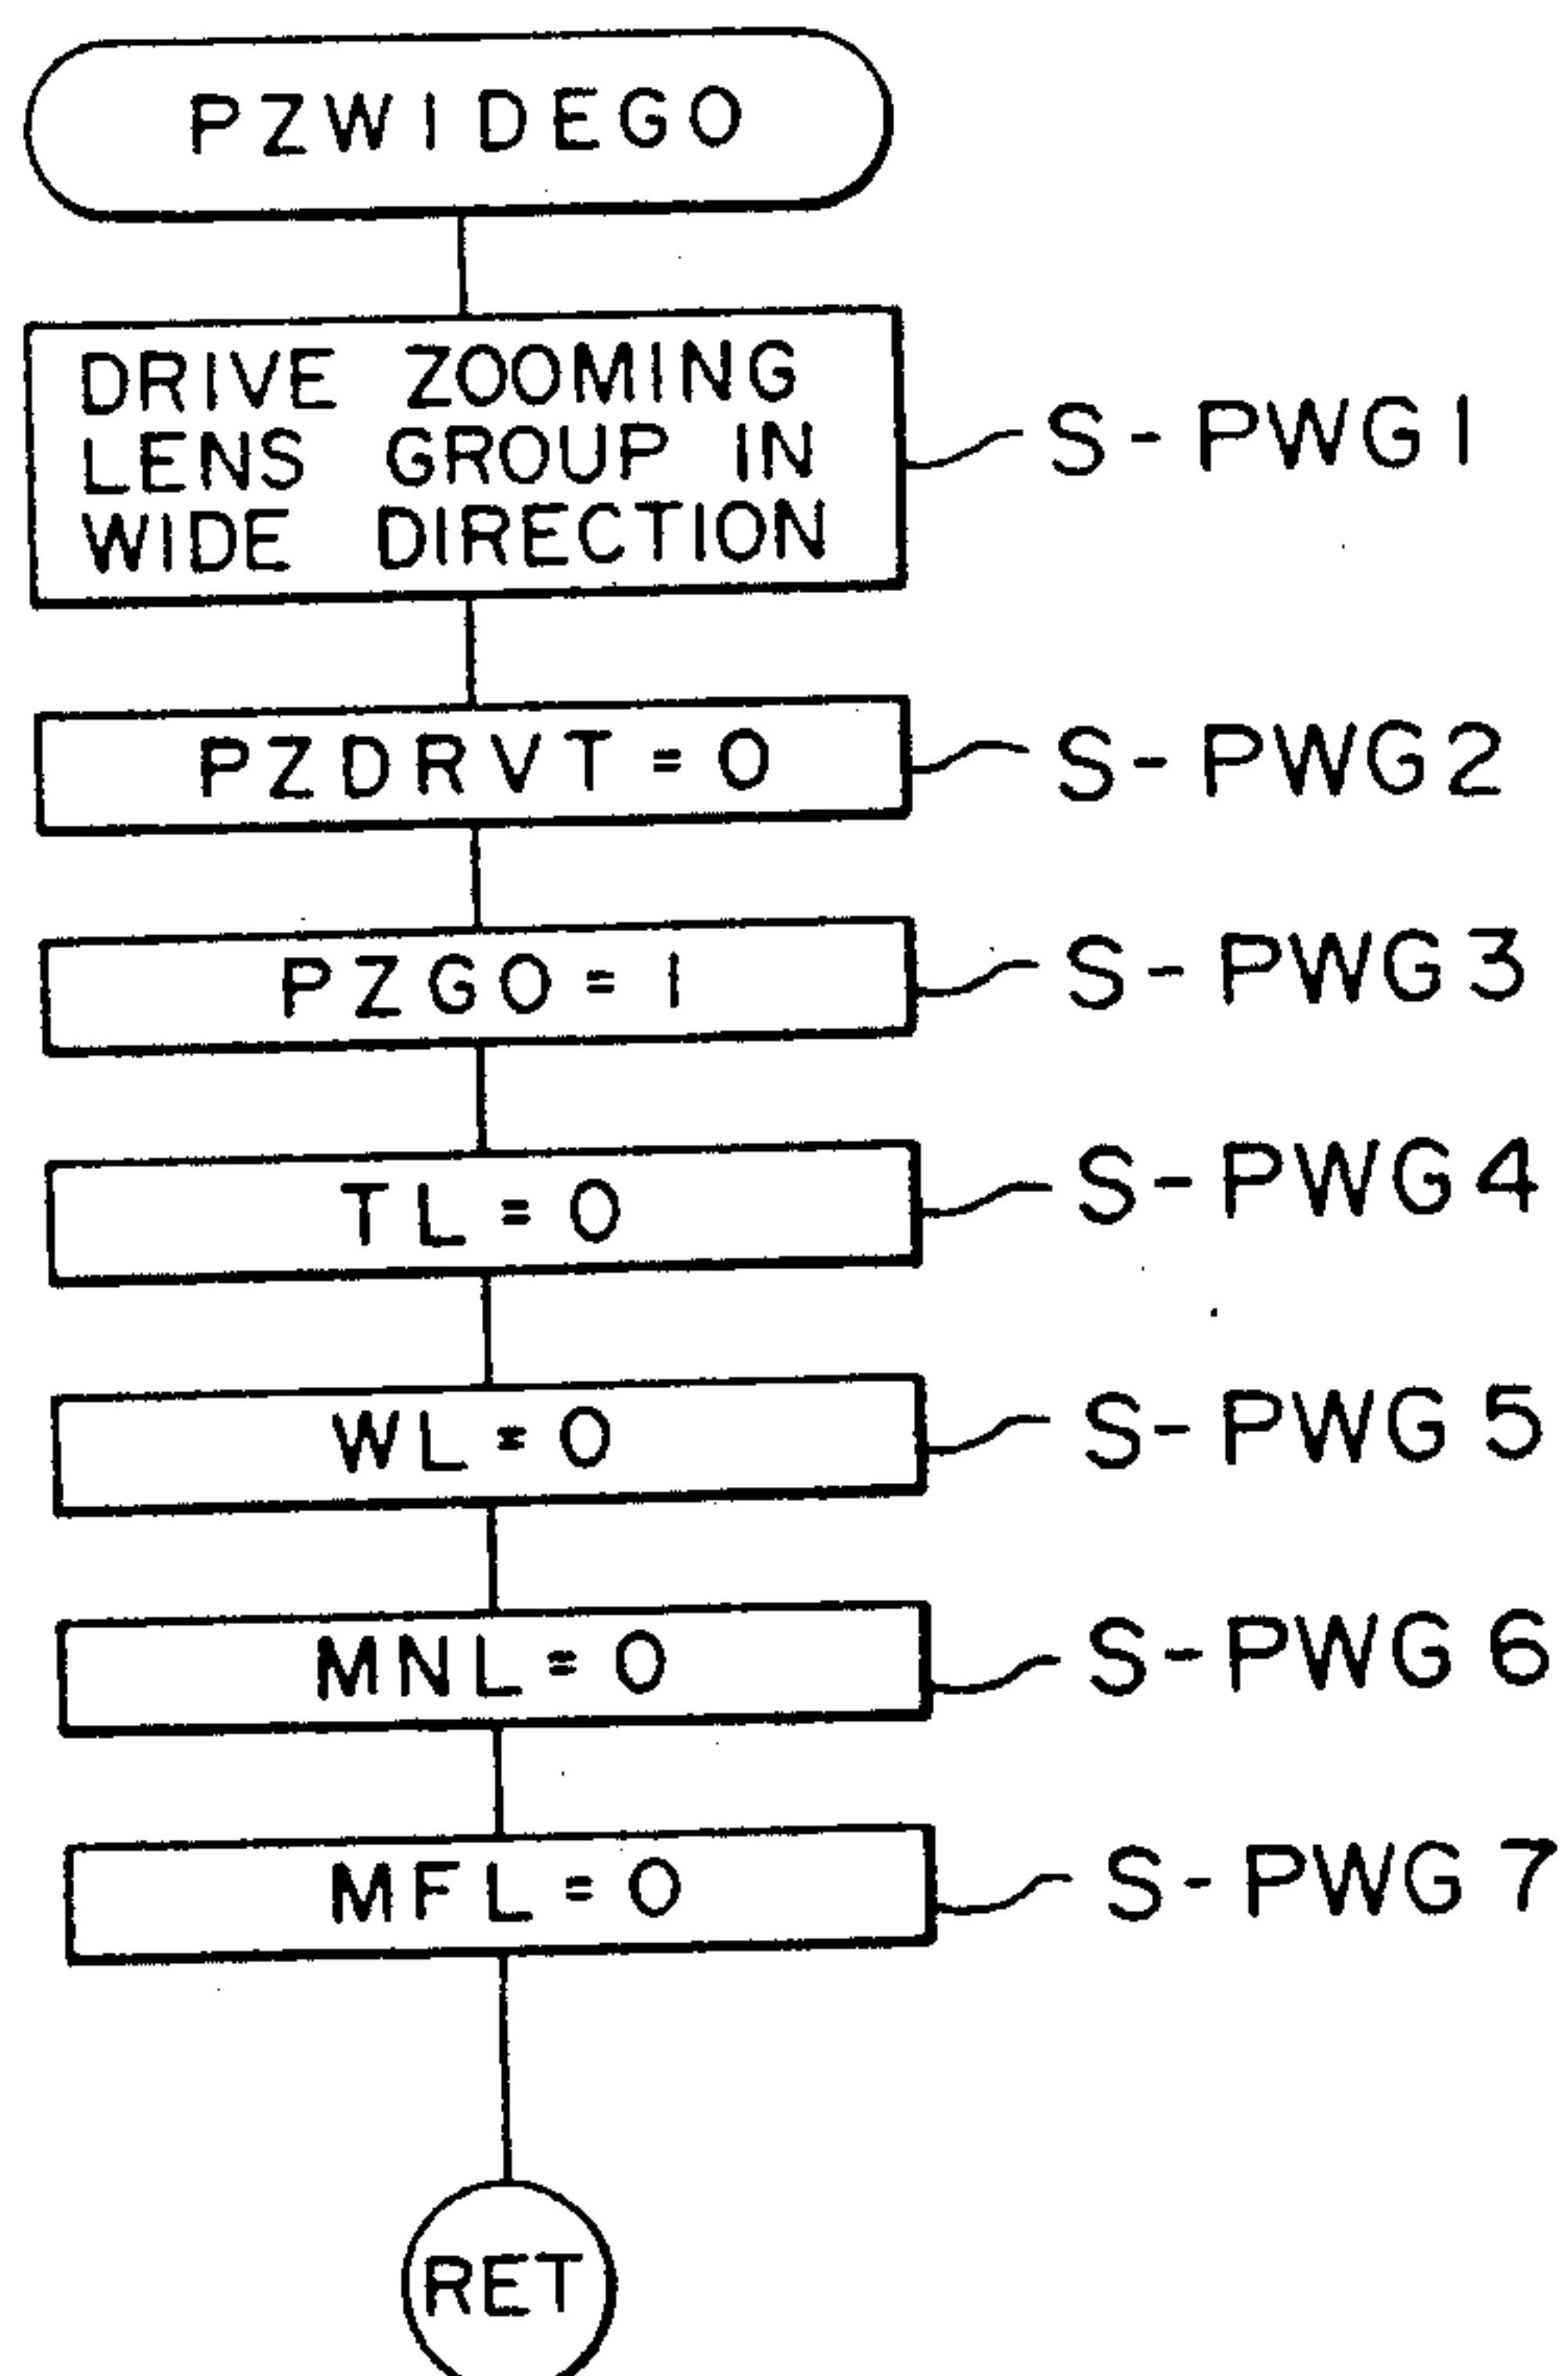 PZWIDEGO
DRIVE ZOOMING
LENS GROUP IN
WIDE DIRECTION
S-PWG1
PZDRVT=0
S-PWG2
PZGO=1
S-PWG3
TL=0
S-PWG4
WL=0
S-PWG5
MNL=0
S-PWG6
MFL=0
S-PWG7
RET